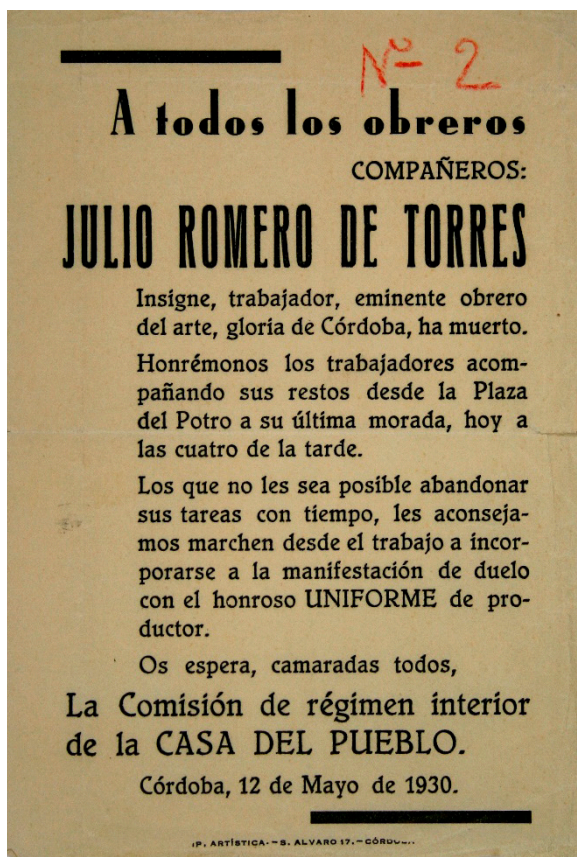 Nº 2
A todos los obreros
COMPAÑEROS:
JULIO ROMERO DE TORRES
Insigne, trabajador, eminente obrero
del arte, gloria de Córdoba, ha muerto.
Honrémonos los trabajadores acom-
pañando sus restos desde la Plaza
del Potro a su última morada, hoy a
las cuatro de la tarde.
Los que no les sea posible abandonar
sus tareas con tiempo, les aconseja-
mos marchen desde el trabajo a incor-
porarse a la manifestación de duelo
con el honroso UNIFORME de pro-
ductor.
Os espera, camaradas todos,
La Comisión de régimen interior
de la CASA DEL PUEBLO.
Córdoba, 12 de Mayo de 1930.
P. ARTÍSTICA.-S. ALVARO 17.-